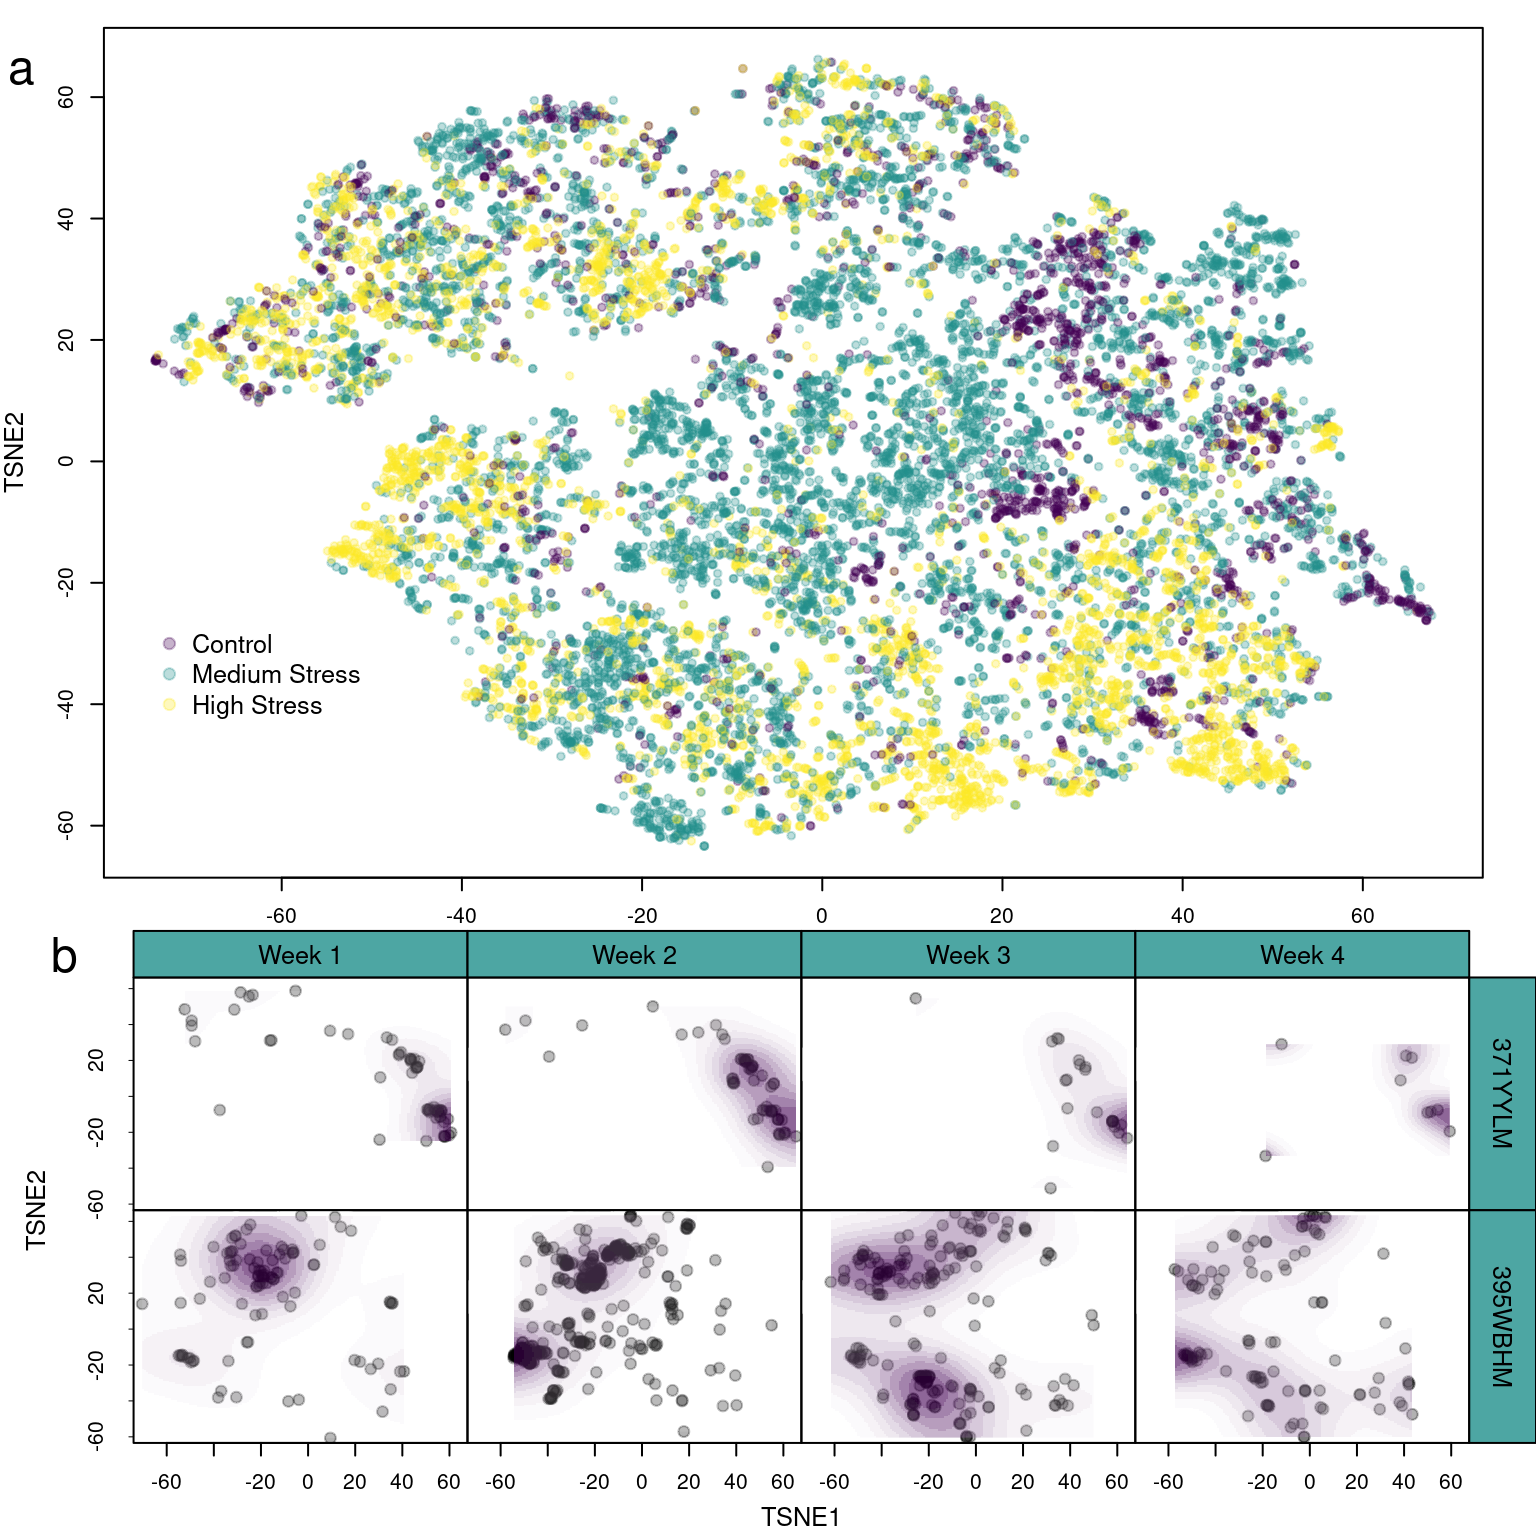 a
60
40
20
0
-20
-40
-60
TSNE2
Control
Medium Stress
High Stress
-60 -40 -20 0 20 40 60
b
Week 1 Week 2 Week 3 Week 4
20
-20
-60
371YYLM
TSNE2
20
-20
-60
395WBHM
-60 -20 0 20 40 60 -60 -20 0 20 40 60 -60 -20 0 20 40 60 -60 -20 0 20 40 60
TSNE1